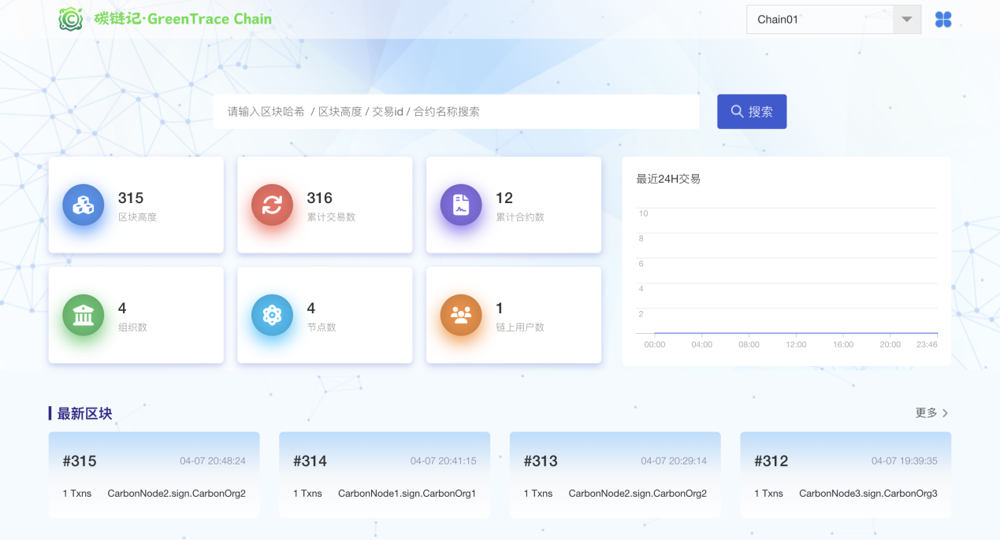 碳链记·GreenTrace Chain
Chain01
请输入区块哈希 / 区块高度 / 交易id / 合约名称搜索
搜索
315
区块高度
316
累计交易数
12
累计合约数
4
组织数
4
节点数
1
链上用户数
最近24H交易
10
8
6
4
2
00:00 04:00 08:00 12:00 16:00 20:00 23:46
最新区块
更多
#315 04-07 20:48:24
1 Txns CarbonNode2.sign.CarbonOrg2
#314 04-07 20:41:15
1 Txns CarbonNode1.sign.CarbonOrg1
#313 04-07 20:29:14
1 Txns CarbonNode2.sign.CarbonOrg2
#312 04-07 19:39:35
1 Txns CarbonNode3.sign.CarbonOrg3